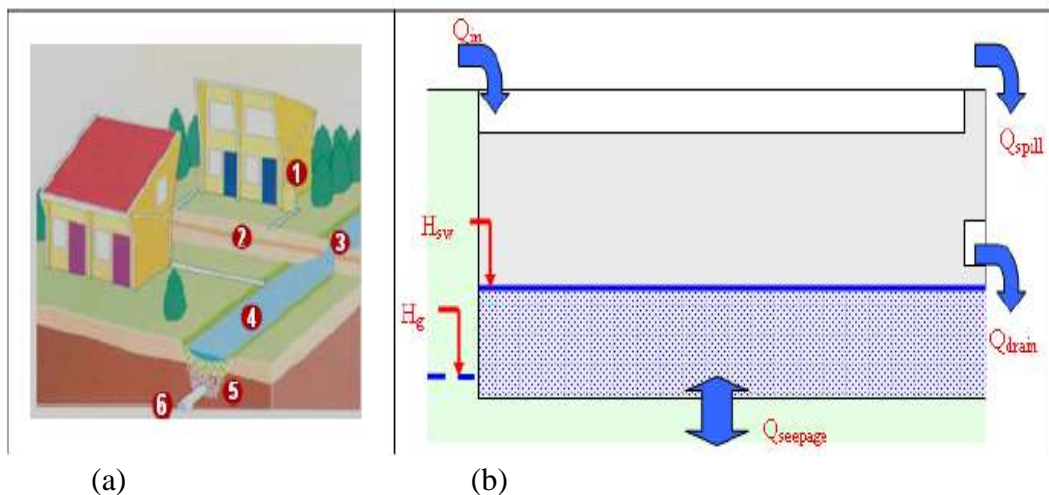 1
2
3
4
5
6
Q_in
Q_spill
H_sw
H_g
Q_drain
Q_seepage
(a) (b)